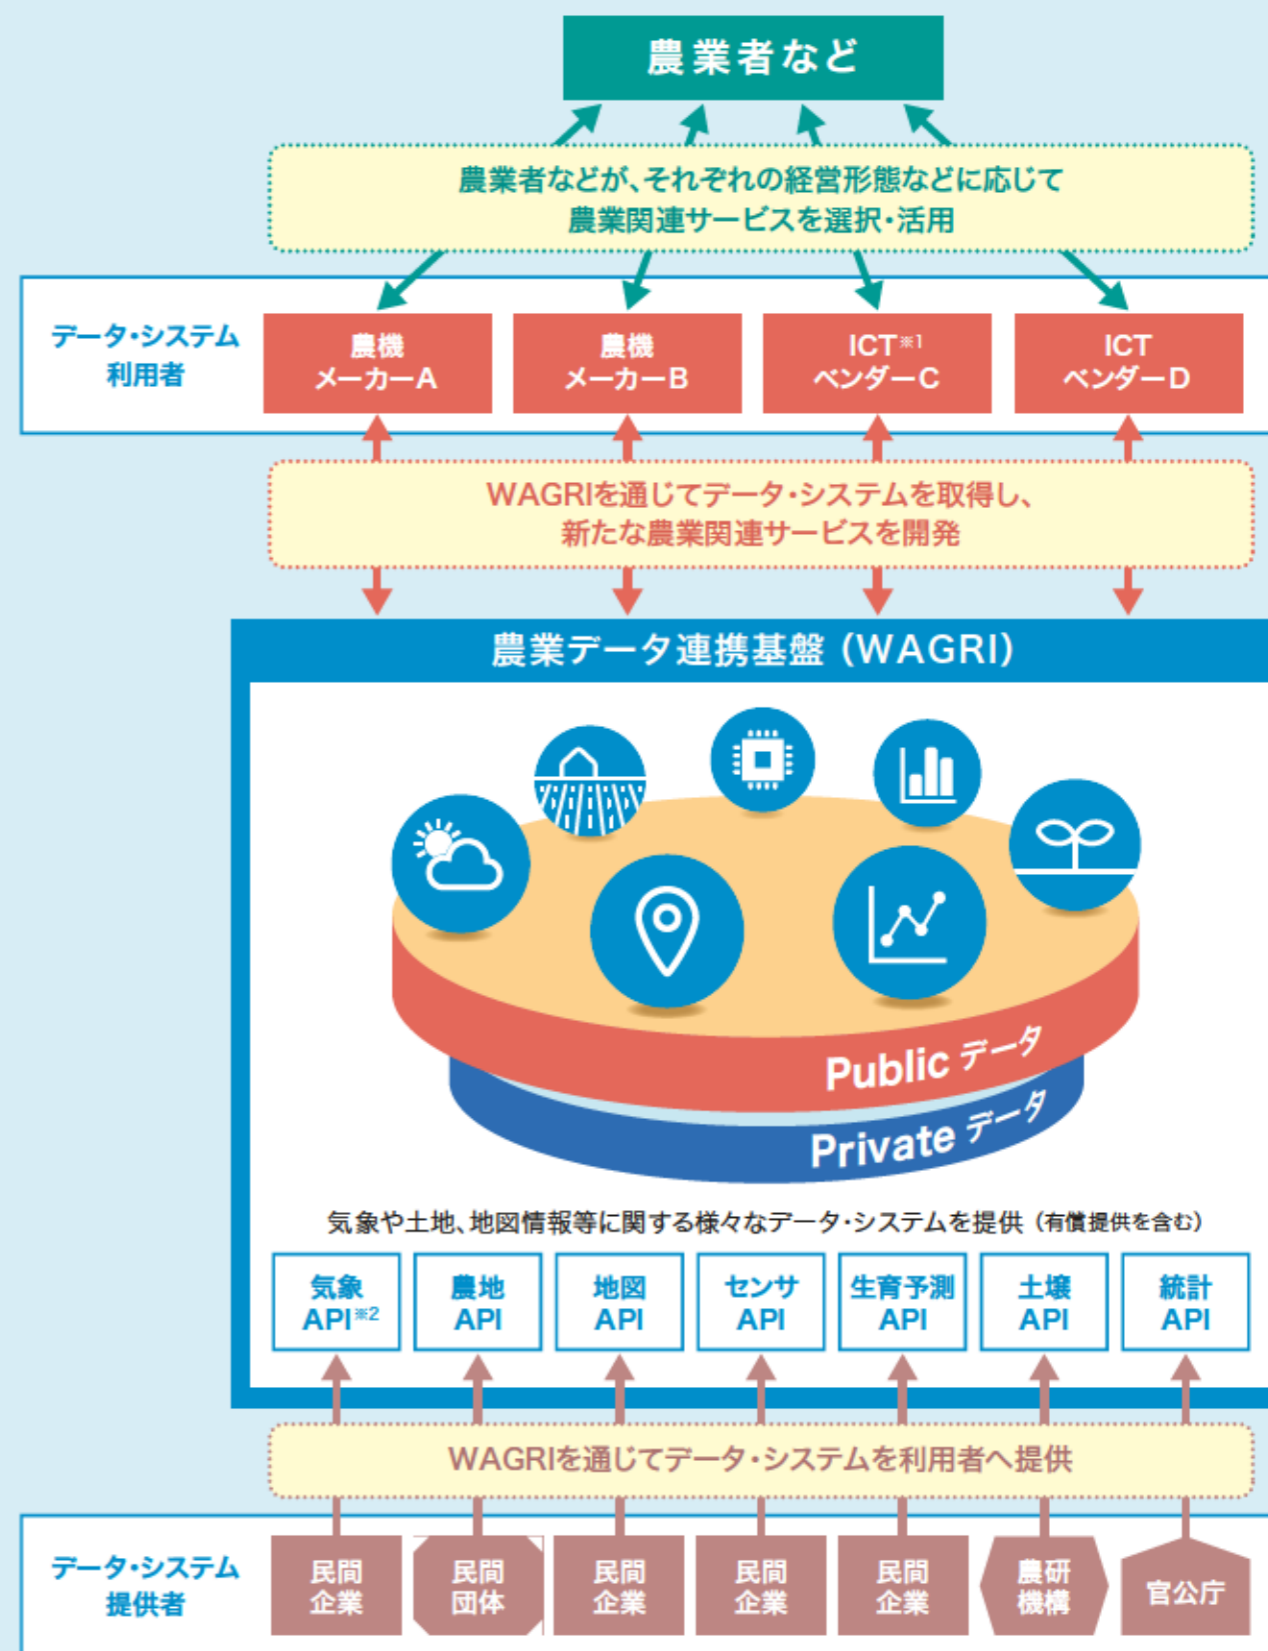 農業者など
農業者などが、それぞれの経営形態などに応じて
農業関連サービスを選択・活用
データ・システム
利用者
農機
メーカーA
農機
メーカーB
ICT※1
ベンダーC
ICT
ベンダーD
WAGRIを通じてデータ・システムを取得し、
新たな農業関連サービスを開発
農業データ連携基盤（WAGRI）
Public データ
Private データ
気象や土地、地図情報等に関する様々なデータ・システムを提供（有償提供を含む）
気象
API※2
農地
API
地図
API
センサ
API
生育予測
API
土壌
API
統計
API
WAGRIを通じてデータ・システムを利用者へ提供
データ・システム
提供者
民間
企業
民間
団体
民間
企業
民間
企業
民間
企業
農研
機構
官公庁